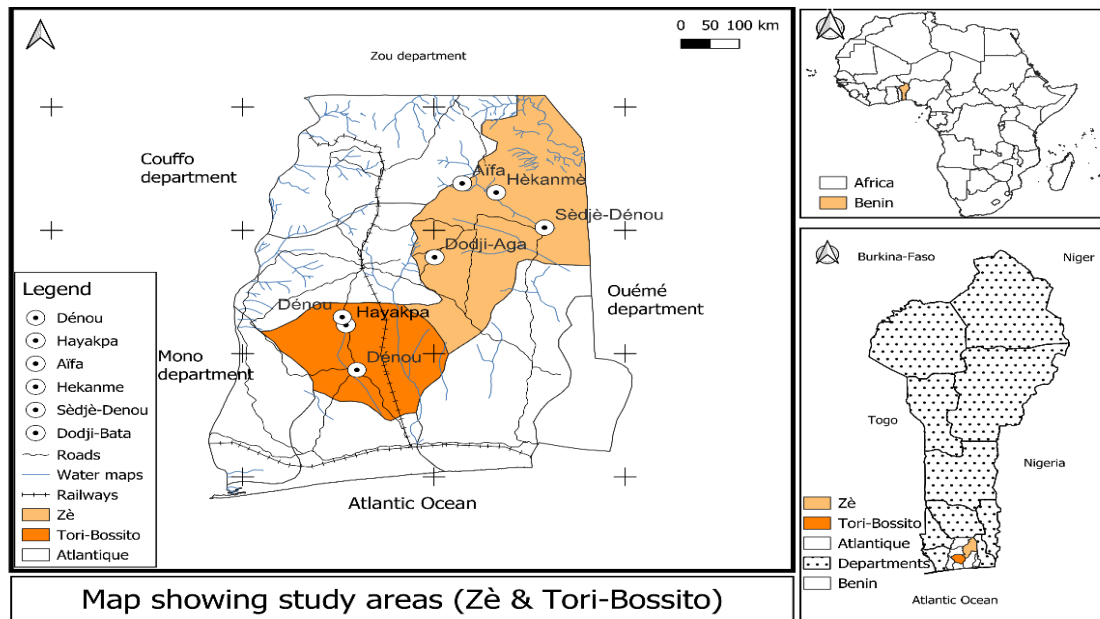 0 50 100 km
Zou department
Couffo
department
Aïfa
Hèkanmè
Sèdjè-Dénou
Dodji-Aga
Ouémé
department
Dénou
Hayakpa
Dénou
Mono
department
Atlantic Ocean
Legend
Dénou
Hayakpa
Aïfa
Hekanme
Sèdjè-Denou
Dodji-Bata
Roads
Water maps
Railways
Zè
Tori-Bossito
Atlantique
Map showing study areas (Zè & Tori-Bossito)
Africa
Benin
Burkina-Faso
Niger
Togo
Nigeria
Zè
Tori-Bossito
Atlantique
Departments
Benin
Atlantic Ocean